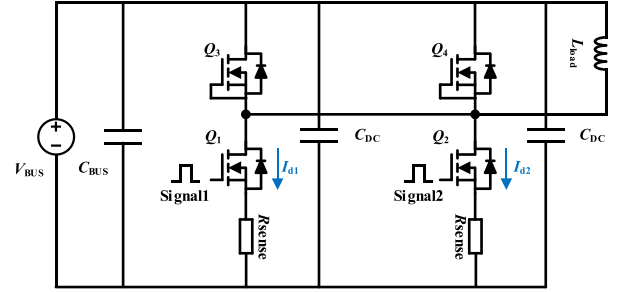 Q3
Q4
Lload
Q1
Q2
VBUS
CBUS
CDC
CDC
Id1
Id2
Signal1
Signal2
Rsense
Rsense